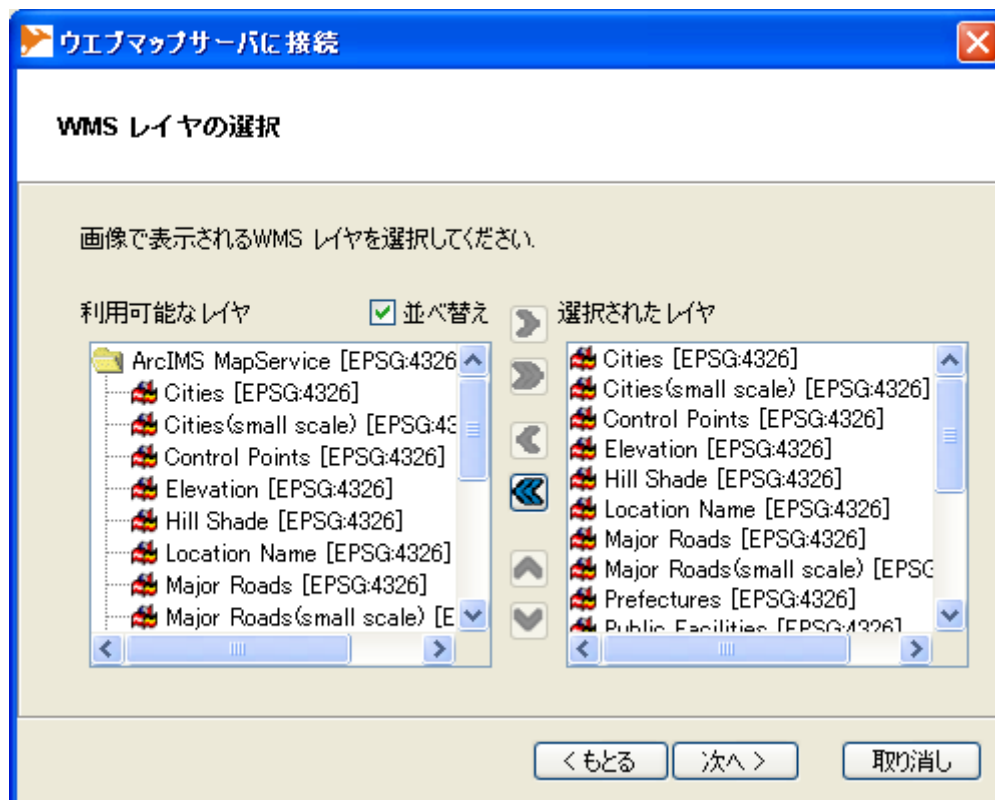 ウエブマップサーバに接続
WMS レイヤの選択
画像で表示されるWMS レイヤを選択してください.
利用可能なレイヤ
並べ替え
ArcIMS MapService [EPSG:4326
Cities [EPSG:4326]
Cities(small scale) [EPSG:43
Control Points [EPSG:4326]
Elevation [EPSG:4326]
Hill Shade [EPSG:4326]
Location Name [EPSG:4326]
Major Roads [EPSG:4326]
Major Roads(small scale) [E
選択されたレイヤ
Cities [EPSG:4326]
Cities(small scale) [EPSG:4326]
Control Points [EPSG:4326]
Elevation [EPSG:4326]
Hill Shade [EPSG:4326]
Location Name [EPSG:4326]
Major Roads [EPSG:4326]
Major Roads(small scale) [EPSG
Prefectures [EPSG:4326]
Public Facilities [EPSG:4326]
< もとる
次へ >
取り消し